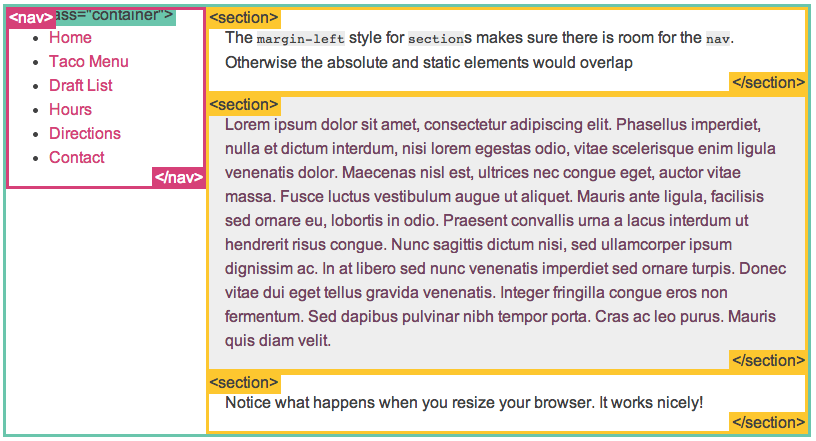 <nav>
ass="container">
Home
Taco Menu
Draft List
Hours
Directions
Contact
</nav>
<section>
The margin-left style for sections makes sure there is room for the nav.
Otherwise the absolute and static elements would overlap
</section>
<section>
Lorem ipsum dolor sit amet, consectetur adipiscing elit. Phasellus imperdiet,
nulla et dictum interdum, nisi lorem egestas odio, vitae scelerisque enim ligula
venenatis dolor. Maecenas nisl est, ultrices nec congue eget, auctor vitae
massa. Fusce luctus vestibulum augue ut aliquet. Mauris ante ligula, facilisis
sed ornare eu, lobortis in odio. Praesent convallis urna a lacus interdum ut
hendrerit risus congue. Nunc sagittis dictum nisi, sed ullamcorper ipsum
dignissim ac. In at libero sed nunc venenatis imperdiet sed ornare turpis. Donec
vitae dui eget tellus gravida venenatis. Integer fringilla congue eros non
fermentum. Sed dapibus pulvinar nibh tempor porta. Cras ac leo purus. Mauris
quis diam velit.
</section>
<section>
Notice what happens when you resize your browser. It works nicely!
</section>